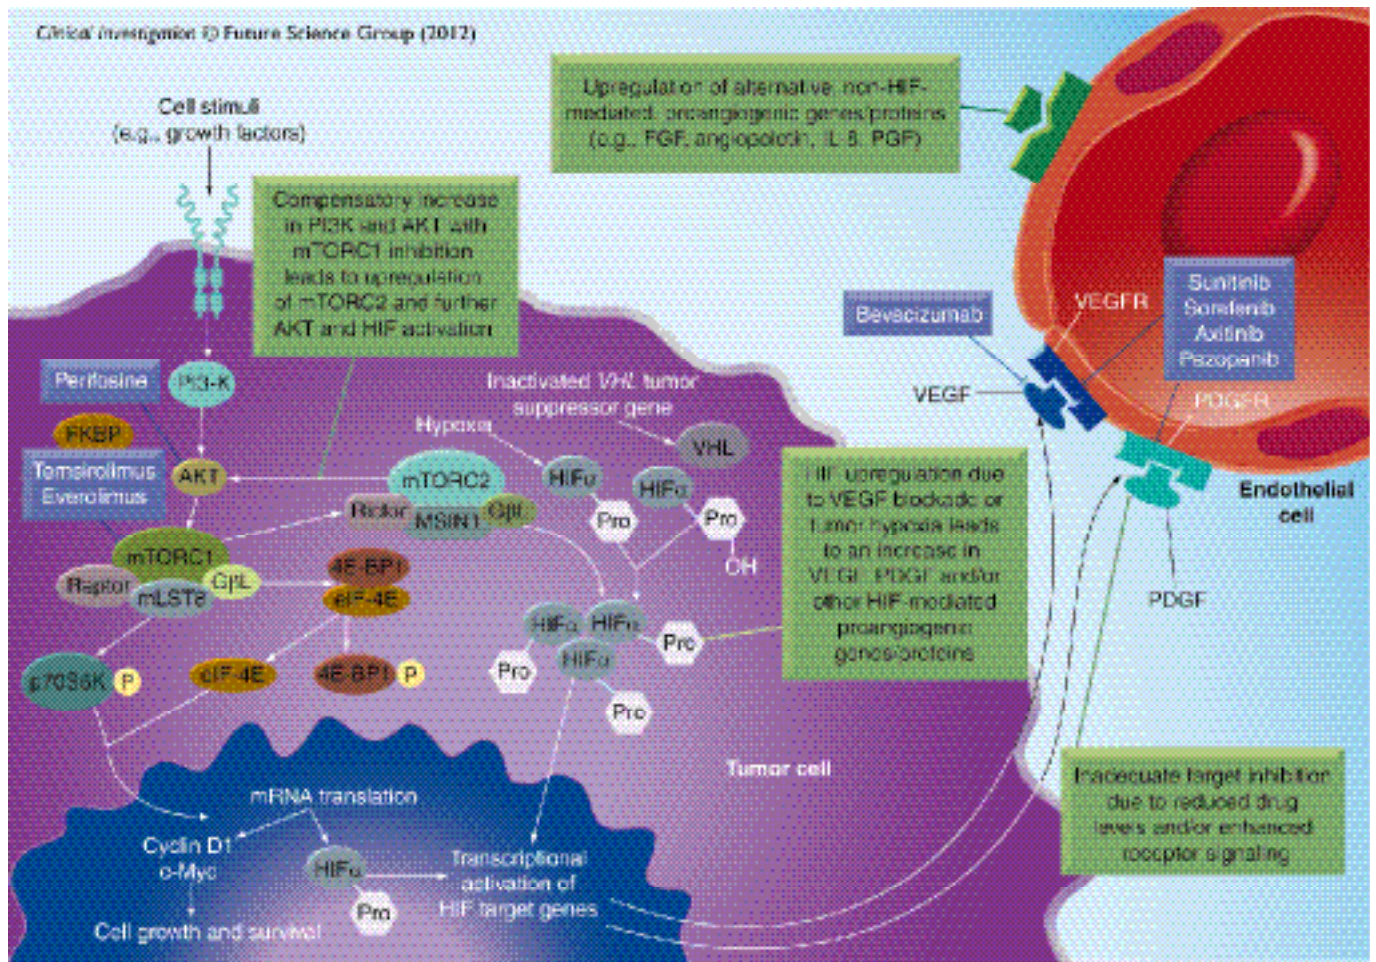 Clinical Investigation © Future Science Group (2012)
Cell stimuli
(e.g., growth factors)
Upregulation of alternative, non-HIF-
mediated, proangiogenic genes/proteins
(e.g., FGF, angiopoietin, IL-8, PGF)
Compensatory increase
in PI3K and AKT with
mTORC1 inhibition
leads to upregulation
of mTORC2 and further
AKT and HIF activation
Bevacizumab
VEGFR
Sunitinib
Sorafenib
Axitinib
Pazopanib
VEGF
PDGFR
Endothelial
cell
PDGF
Perifosine
PI3-K
FKBP
Temsirolimus
Everolimus
AKT
Inactivated VHL tumor
suppressor gene
Hypoxia
VHL
HIFα
Pro
HIFα
Pro
OH
mTORC2
Rictor
MSIN1
GβL
mTORC1
Raptor
mLST8
GβL
4E-BP1
eIF-4E
HIF upregulation due
to VEGF blockade or
tumor hypoxia leads
to an increase in
VEGF, PDGF and/or
other HIF-mediated
proangiogenic
genes/proteins
HIFα
HIFα
HIFα
Pro
Pro
Pro
p70S6K
P
eIF-4E
4E-BP1
P
Tumor cell
Inadequate target inhibition
due to reduced drug
levels and/or enhanced
receptor signaling
mRNA translation
Cyclin D1
c-Myc
HIFα
Pro
Transcriptional
activation of
HIF target genes
Cell growth and survival